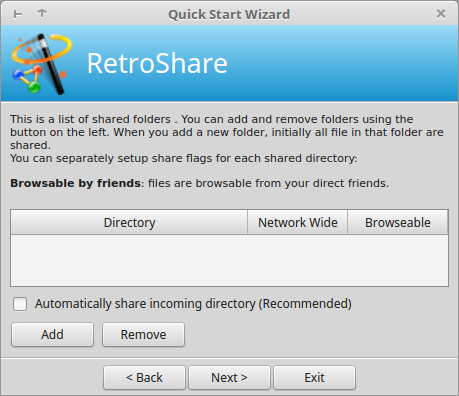 Quick Start Wizard
RetroShare
This is a list of shared folders . You can add and remove folders using the
button on the left. When you add a new folder, initially all file in that folder are
shared.
You can separately setup share flags for each shared directory:
Browsable by friends: files are browsable from your direct friends.
Directory Network Wide Browseable
Automatically share incoming directory (Recommended)
Add Remove
< Back Next > Exit